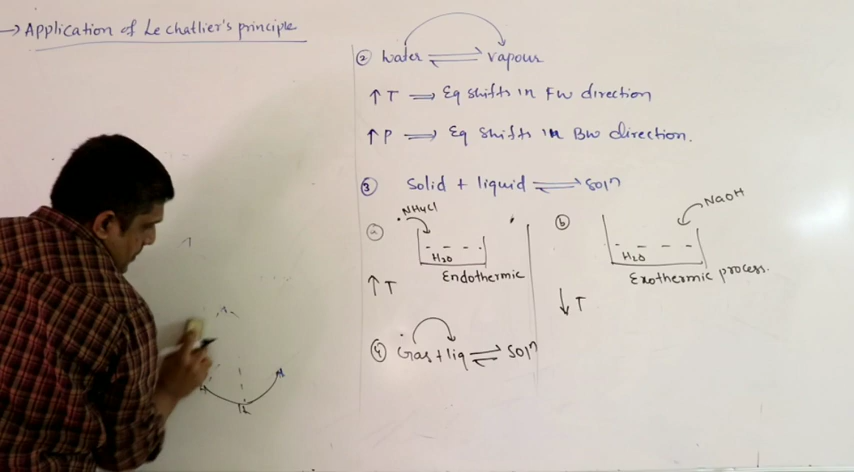 → Application of Le chatlier's principle
② Water ⇌ vapour
↑ T ⟹ Eq shifts in Fw direction
↑ P ⟹ Eq shifts in Bw direction.
③ Solid + liquid ⇌ Solⁿ
ⓐ NH4Cl
H2O
Endothermic
↑ T
ⓑ NaOH
H2O
Exothermic process.
↓ T
④ Gas + liq ⇌ Solⁿ